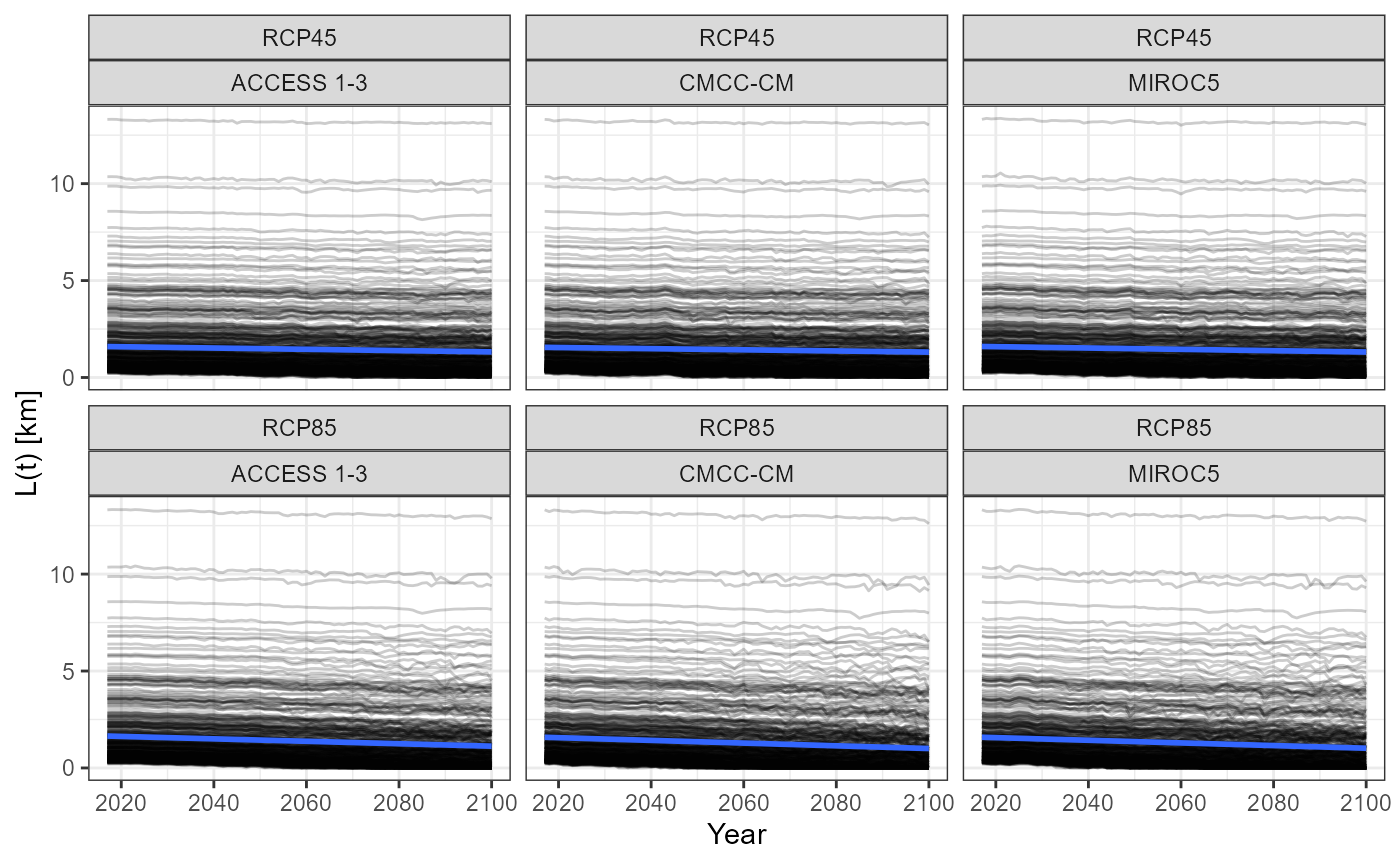 RCP45 RCP45 RCP45
ACCESS 1-3 CMCC-CM MIROC5
10
5
0
L(t) [km]
RCP85 RCP85 RCP85
ACCESS 1-3 CMCC-CM MIROC5
10
5
0
2020 2040 2060 2080 2100 2020 2040 2060 2080 2100 2020 2040 2060 2080 2100
Year